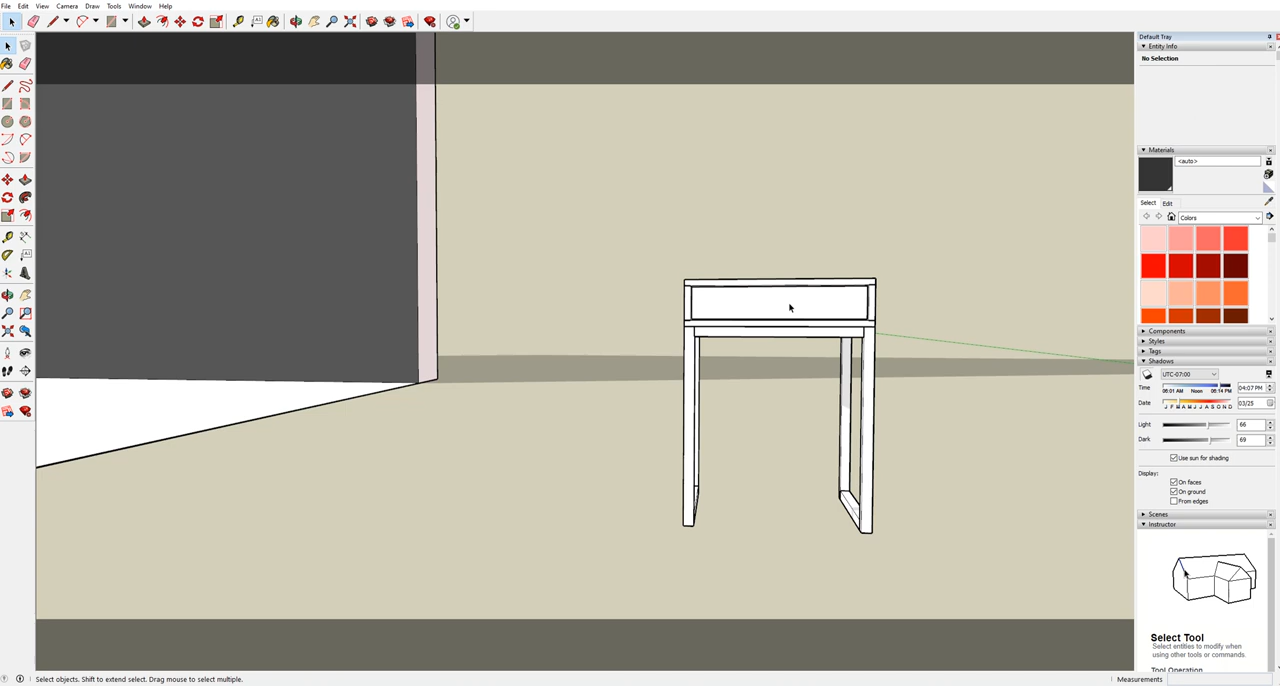 File Edit View Camera Draw Tools Window Help
Default Tray
Entity Info
No Selection
Materials
<auto>
Select Edit
Colors
Components
Styles
Tags
Shadows
UTC-07:00
Time
06:01 AM Noon 06:14 PM
04:07 PM
Date
J F M A M J J A S O N D
03/25
Light
66
Dark
69
Use sun for shading
Display:
On faces
On ground
From edges
Scenes
Instructor
Select Tool
Select entities to modify when
using other tools or commands.
Tool Operation
Select objects. Shift to extend select. Drag mouse to select multiple.
Measurements